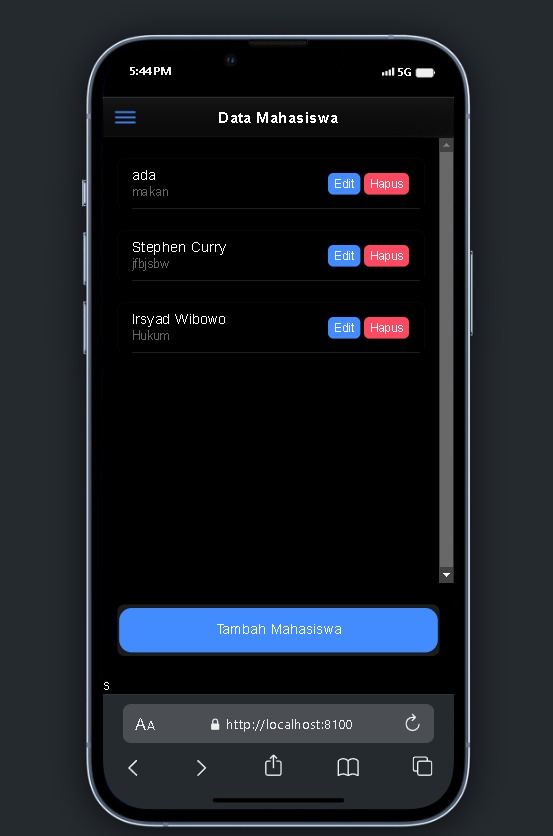 5:44 PM
5G
Data Mahasiswa
ada
makan
Edit
Hapus
Stephen Curry
jfbjsbw
Edit
Hapus
Irsyad Wibowo
Hukum
Edit
Hapus
Tambah Mahasiswa
s
AA
http://localhost:8100